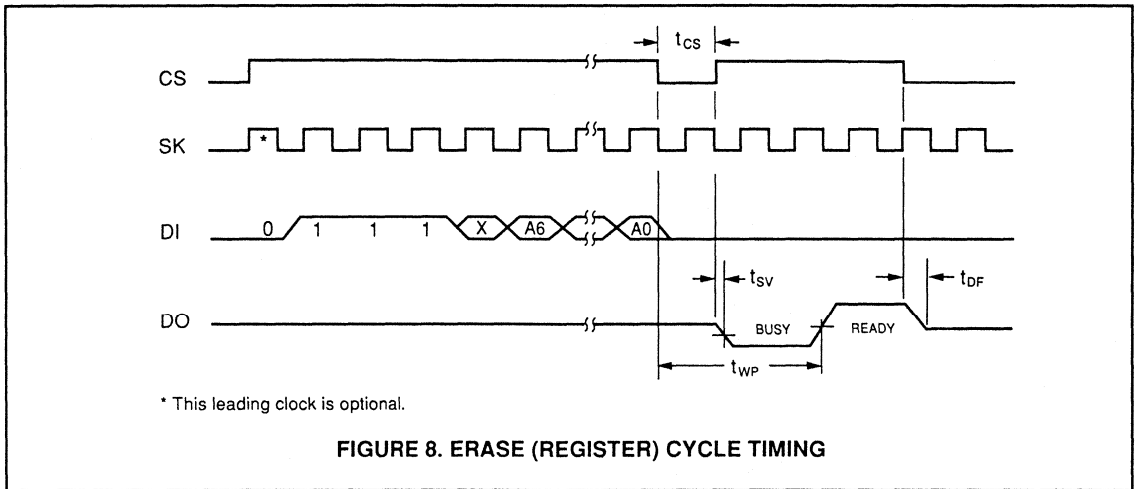 tCS
CS
SK *
DI 0 1 1 1 X A6 A0
tSV tDF
DO BUSY READY
tWP
* This leading clock is optional.
FIGURE 8. ERASE (REGISTER) CYCLE TIMING